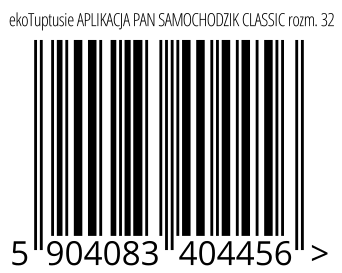 ekoTuptusie APLIKACJA PAN SAMOCHODZIK CLASSIC rozm. 32
5 904083 404456 >